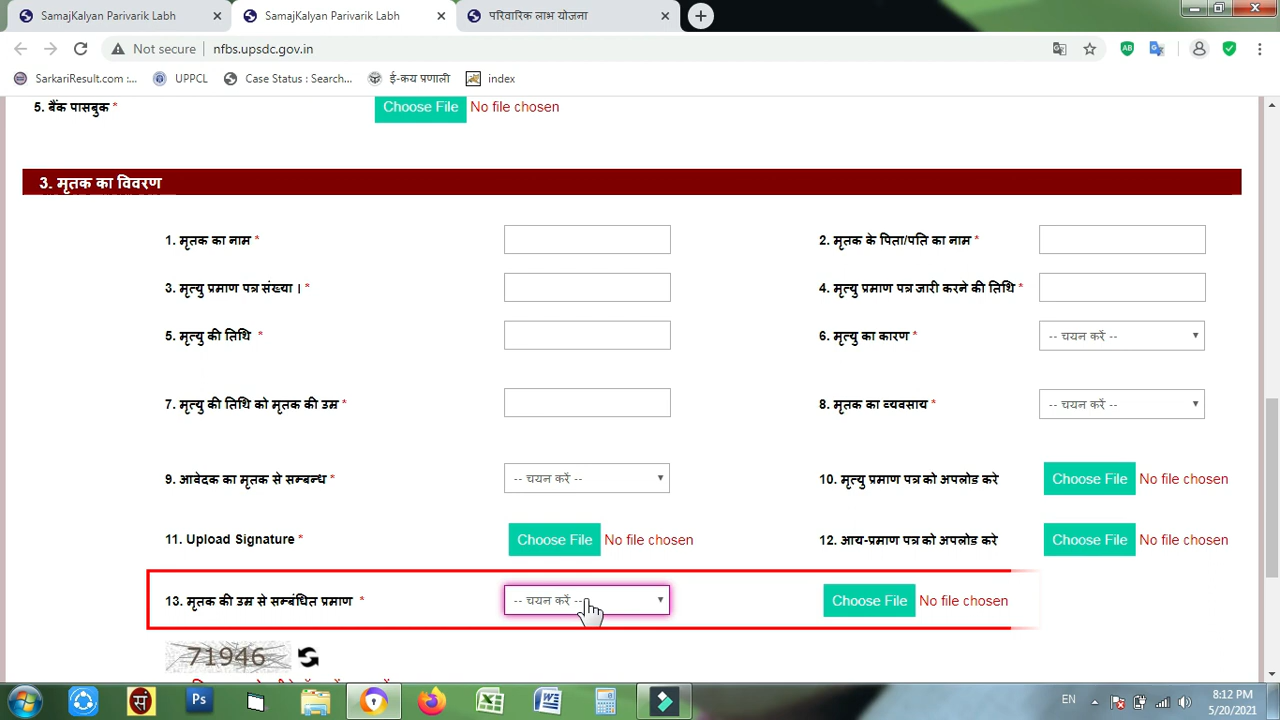 SamajKalyan Parivarik Labh
SamajKalyan Parivarik Labh
परिवारिक लाभ योजना
Not secure
nfbs.upsdc.gov.in
SarkariResult.com :...
UPPCL
Case Status : Search...
ई-कय प्रणाली
index
5. बैंक पासबुक *
Choose File No file chosen
3. मृतक का विवरण
1. मृतक का नाम *
2. मृतक के पिता/पति का नाम *
3. मृत्यु प्रमाण पत्र संख्या । *
4. मृत्यु प्रमाण पत्र जारी करने की तिथि *
5. मृत्यु की तिथि *
6. मृत्यु का कारण *
-- चयन करें --
7. मृत्यु की तिथि को मृतक की उम्र *
8. मृतक का व्यवसाय *
-- चयन करें --
9. आवेदक का मृतक से सम्बन्ध *
-- चयन करें --
10. मृत्यु प्रमाण पत्र को अपलोड करे
Choose File No file chosen
11. Upload Signature *
Choose File No file chosen
12. आय-प्रमाण पत्र को अपलोड करे
Choose File No file chosen
13. मृतक की उम्र से सम्बंधित प्रमाण *
-- चयन करें --
Choose File No file chosen
71946
EN
8:12 PM
5/20/2021